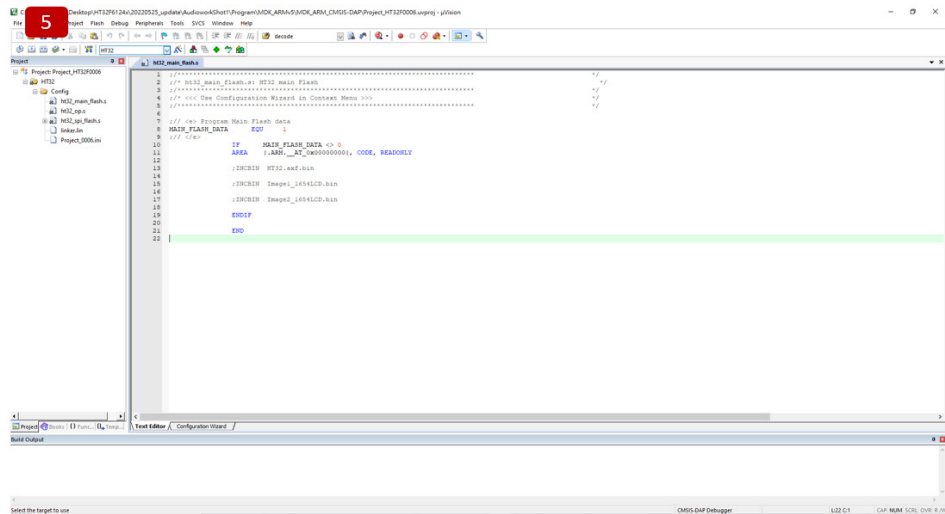 5
Desktop\HT32F6124x\20220525_update\AudioworkShot1\Program\MDK_ARMv5\MDK_ARM_CMSIS-DAP\Project_HT32F0006.uvproj - µVision
File Project Flash Debug Peripherals Tools SVCS Window Help
decode
HT32
Project
ht32_main_flash.s
Project: Project_HT32F0006
HT32
Config
ht32_main_flash.s
ht32_op.s
ht32_spi_flash.s
linker.lin
Project_0006.ini
1 ;/*************************************************************************** */
2 ;/* ht32_main_flash.s: HT32 main Flash */
3 ;/*************************************************************************** */
4 ;/* <<< Use Configuration Wizard in Context Menu >>> */
5 ;/*************************************************************************** */
6
7 ;// <e> Program Main Flash data
8 MAIN_FLASH_DATA EQU 1
9 ;// </e>
10 IF MAIN_FLASH_DATA <> 0
11 AREA |.ARM.__AT_0x00000000|, CODE, READONLY
12
13 ;INCBIN HT32.axf.bin
14
15 ;INCBIN Image1_1654LCD.bin
16
17 ;INCBIN Image2_1654LCD.bin
18
19 ENDIF
20
21 END
22
Project Books {} Func... 0 Temp...
Text Editor Configuration Wizard
Build Output
Select the target to use
CMSIS-DAP Debugger
L:22 C:1
CAP NUM SCRL OVR R/W